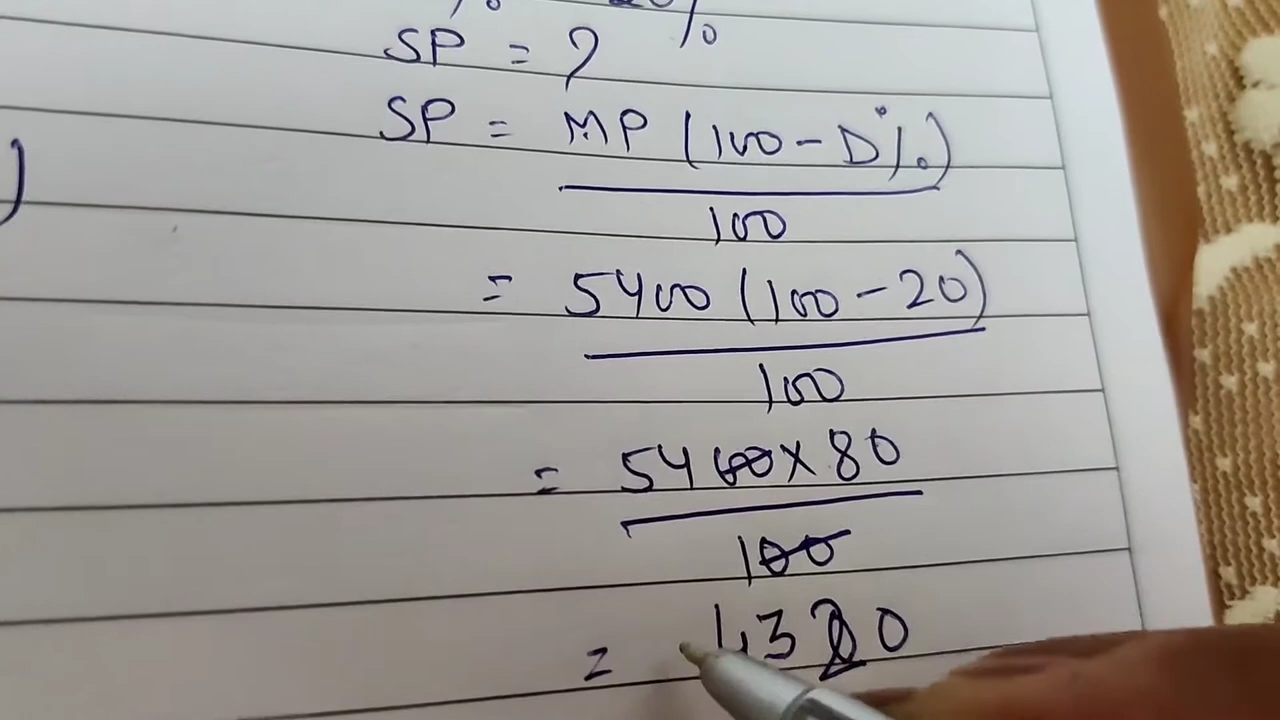 %
SP = ?
SP = MP (100 - D%)
100
= 5400 (100 - 20)
100
= 5400 x 80
100
= 4320